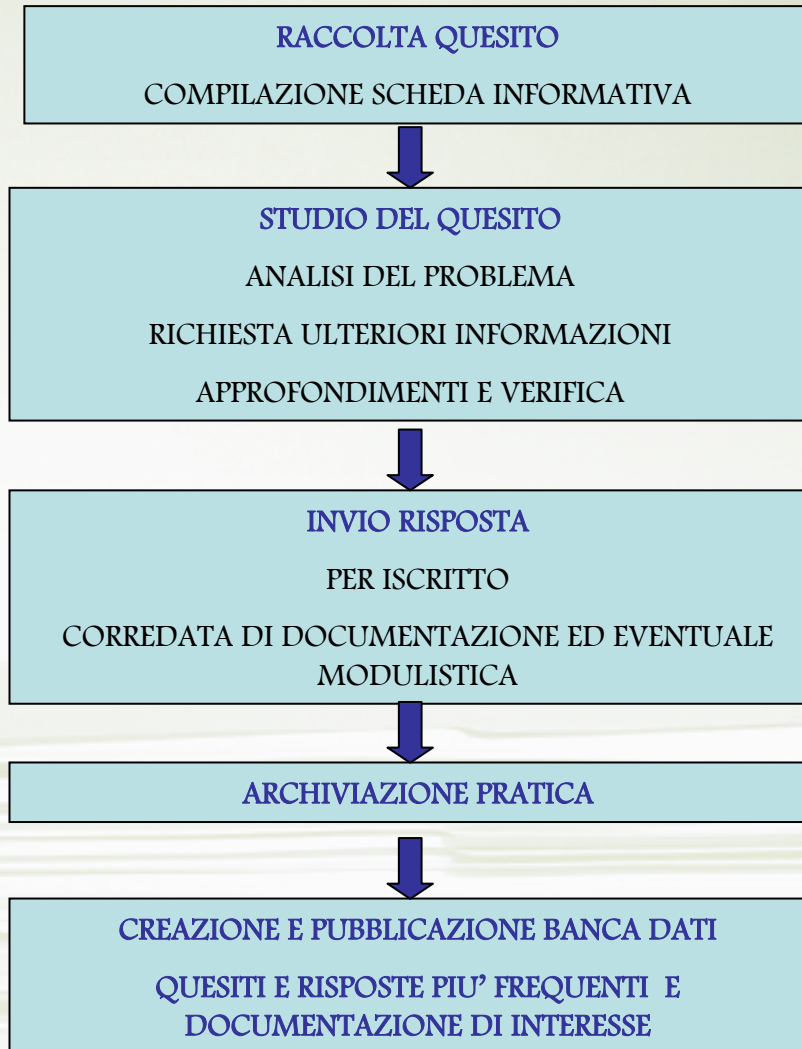 RACCOLTA QUESITO
COMPILAZIONE SCHEDA INFORMATIVA
STUDIO DEL QUESITO
ANALISI DEL PROBLEMA
RICHIESTA ULTERIORI INFORMAZIONI
APPROFONDIMENTI E VERIFICA
INVIO RISPOSTA
PER ISCRITTO
CORREDATA DI DOCUMENTAZIONE ED EVENTUALE
MODULISTICA
ARCHIVIAZIONE PRATICA
CREAZIONE E PUBBLICAZIONE BANCA DATI
QUESITI E RISPOSTE PIU’ FREQUENTI E
DOCUMENTAZIONE DI INTERESSE